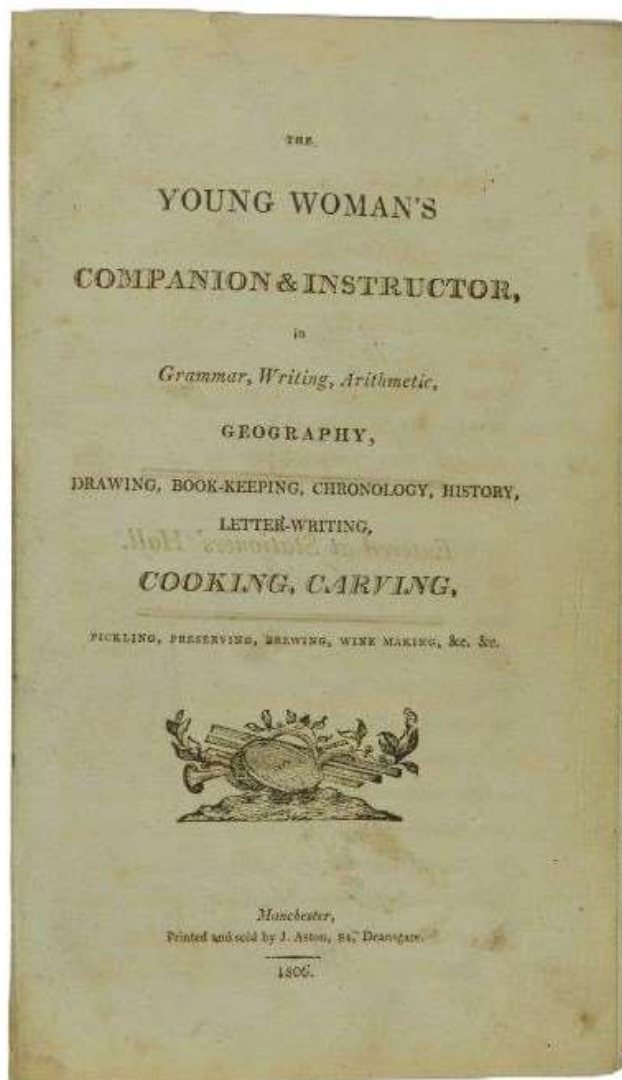 THE
YOUNG WOMAN'S
COMPANION & INSTRUCTOR,
in
Grammar, Writing, Arithmetic,
GEOGRAPHY,
DRAWING, BOOK-KEEPING, CHRONOLOGY, HISTORY,
LETTER-WRITING,
Entered at Stationers' Hall.
COOKING, CARVING,
PICKLING, PRESERVING, BREWING, WINE MAKING, &c. &c.
Manchester,
Printed and sold by J. Aston, 84, Deansgate.
1806.